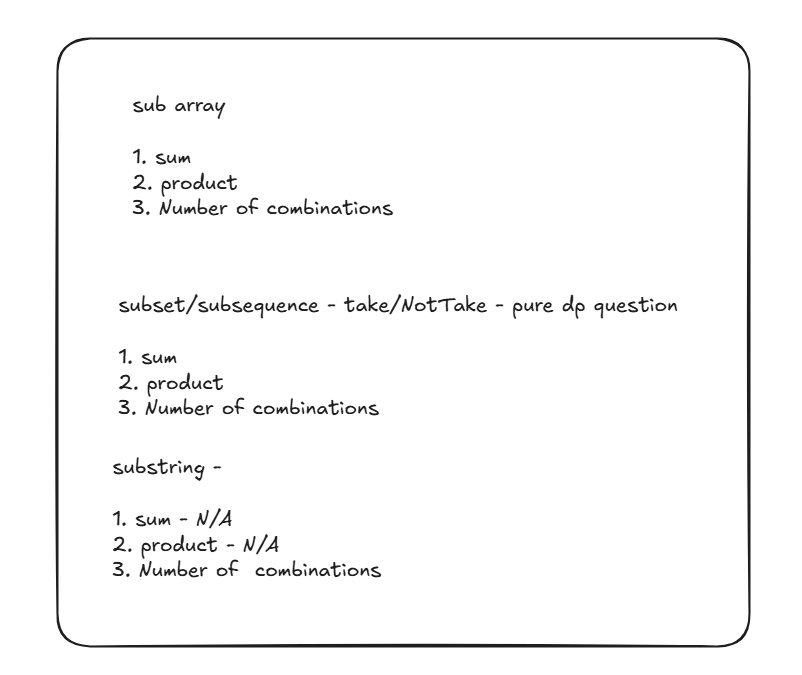 sub array
1. sum
2. product
3. Number of combinations
subset/subsequence - take/NotTake - pure dp question
1. sum
2. product
3. Number of combinations
substring -
1. sum - N/A
2. product - N/A
3. Number of  combinations